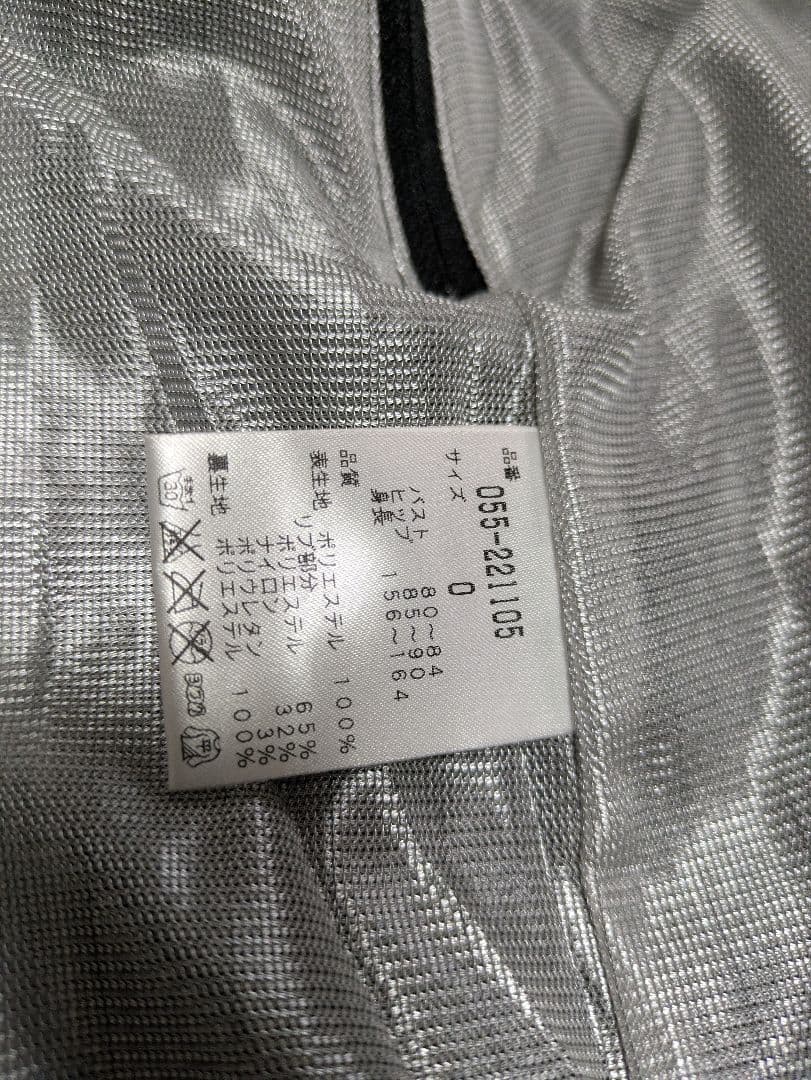 品番 055-221105
サイズ 0
バスト 80～84
ヒップ 85～90
身長 156～164
品質
表生地 ポリエステル 100%
リブ部分
ポリエステル 65%
ナイロン 32%
ポリウレタン 3%
裏生地 ポリエステル 100%
30 中